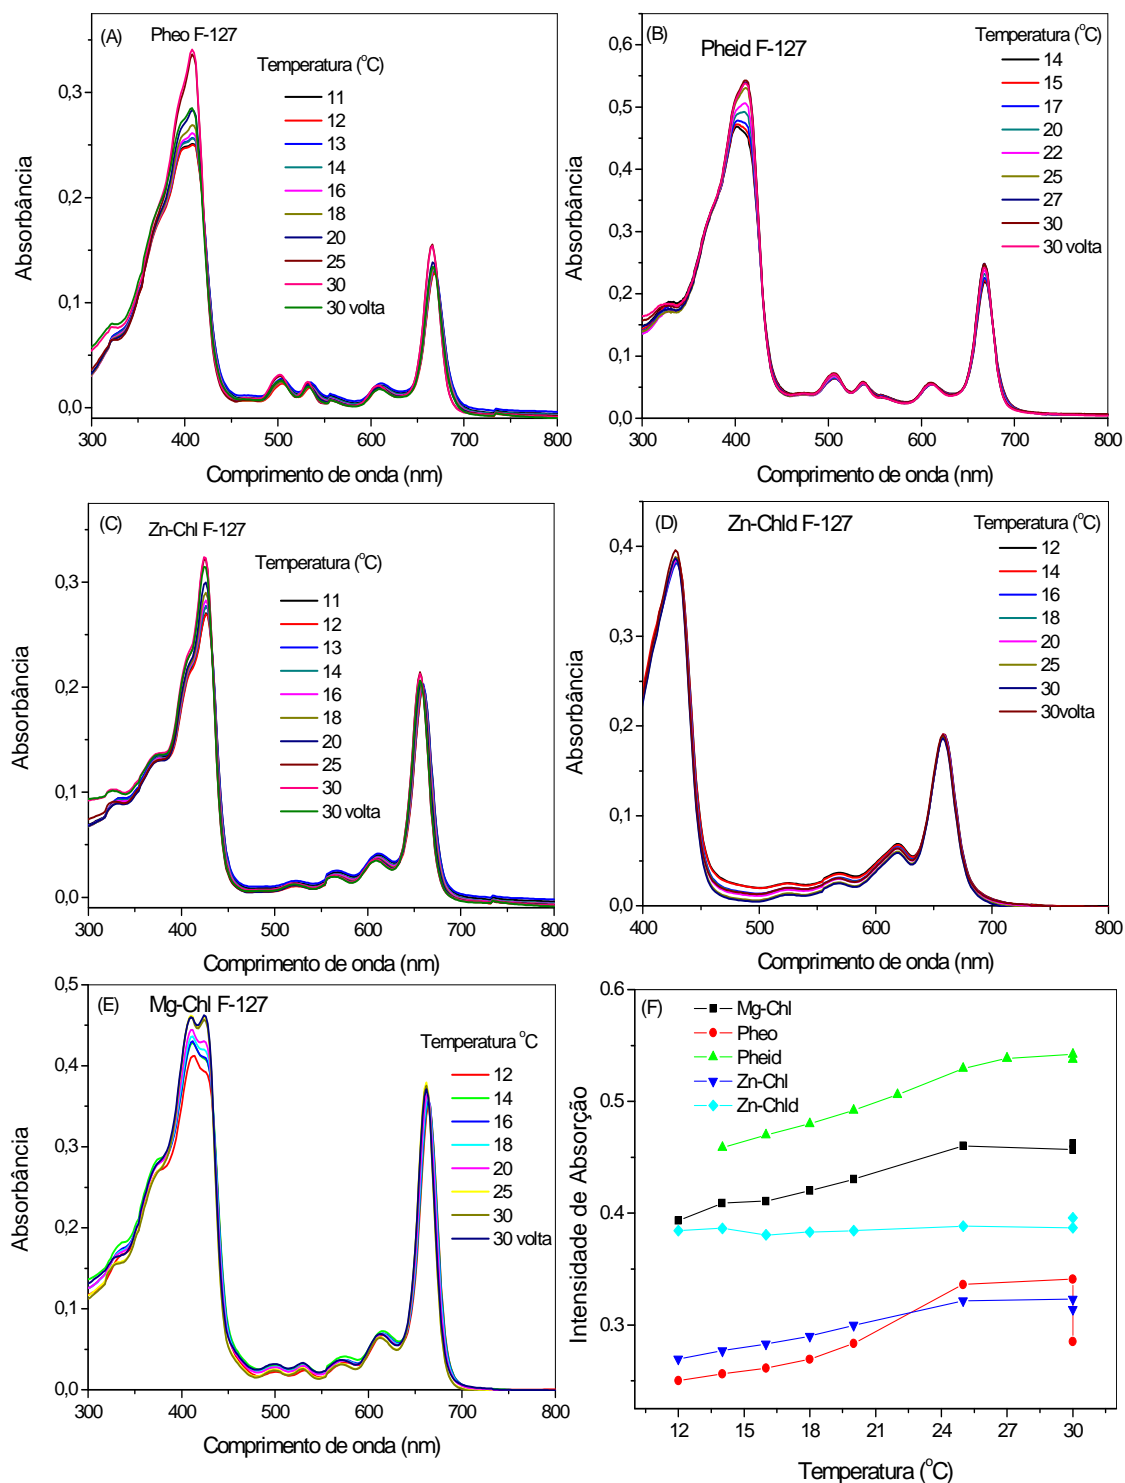 (A)
Pheo F-127
Temperatura (°C)
11
12
13
14
16
18
20
25
30
30 volta
0,3
0,2
0,1
0,0
300
400
500
600
700
800
Absorbância
Comprimento de onda (nm)
(B)
Pheid F-127
Temperatura (°C)
14
15
17
20
22
25
27
30
30 volta
0,6
0,5
0,4
0,3
0,2
0,1
0,0
300
400
500
600
700
800
Absorbância
Comprimento de onda (nm)
(C)
Zn-Chl F-127
Temperatura (°C)
11
12
13
14
16
18
20
25
30
30 volta
0,3
0,2
0,1
0,0
300
400
500
600
700
800
Absorbância
Comprimento de onda (nm)
(D)
Zn-Chld F-127
Temperatura (°C)
12
14
16
18
20
25
30
30volta
0,4
0,3
0,2
0,1
0,0
400
500
600
700
800
Absorbância
Comprimento de onda (nm)
(E)
Mg-Chl F-127
Temperatura °C
12
14
16
18
20
25
30
30 volta
0,5
0,4
0,3
0,2
0,1
0,0
300
400
500
600
700
800
Absorbância
Comprimento de onda (nm)
(F)
Mg-Chl
Pheo
Pheid
Zn-Chl
Zn-Chld
0.6
0.5
0.4
0.3
12
15
18
21
24
27
30
Intensidade de Absorção
Temperatura (°C)